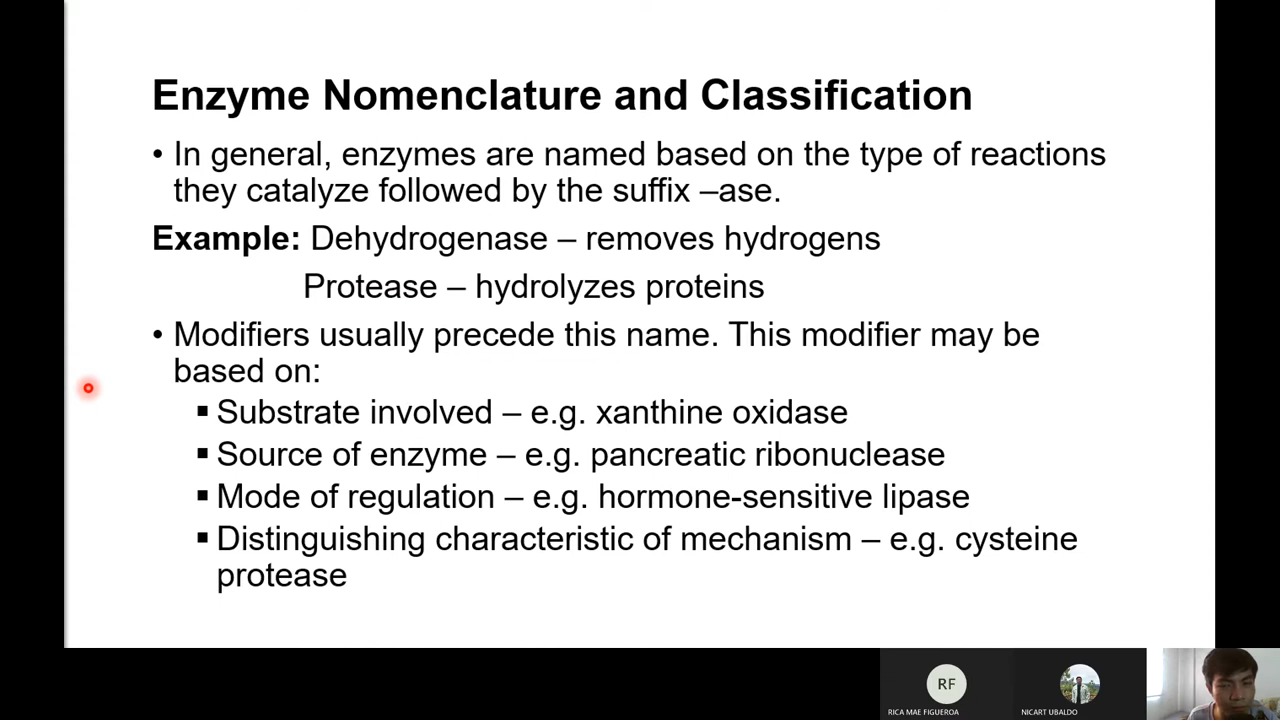 Enzyme Nomenclature and Classification
• In general, enzymes are named based on the type of reactions
they catalyze followed by the suffix –ase.
Example: Dehydrogenase – removes hydrogens
Protease – hydrolyzes proteins
• Modifiers usually precede this name. This modifier may be
based on:
▪ Substrate involved – e.g. xanthine oxidase
▪ Source of enzyme – e.g. pancreatic ribonuclease
▪ Mode of regulation – e.g. hormone-sensitive lipase
▪ Distinguishing characteristic of mechanism – e.g. cysteine
protease
RF
RICA MAE FIGUEROA
NICART UBALDO